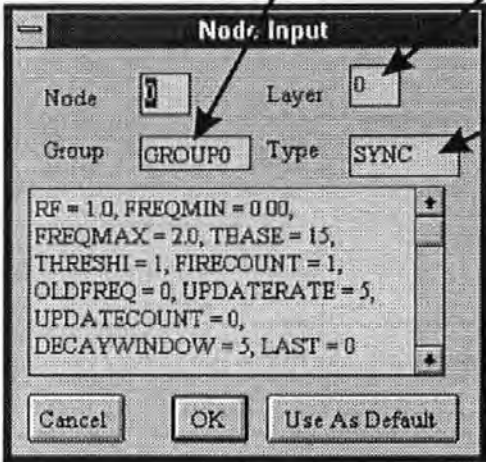 Node Input
Node 0 Layer 0
Group GROUP0 Type SYNC
RF = 1.0, FREQMIN = 0.00,
FREQMAX = 2.0, TBASE = 15,
THRESHI = 1, FIRECOUNT = 1,
OLDFREQ = 0, UPDATERATE = 5,
UPDATECOUNT = 0,
DECAYWINDOW = 5, LAST = 0
Cancel OK Use As Default